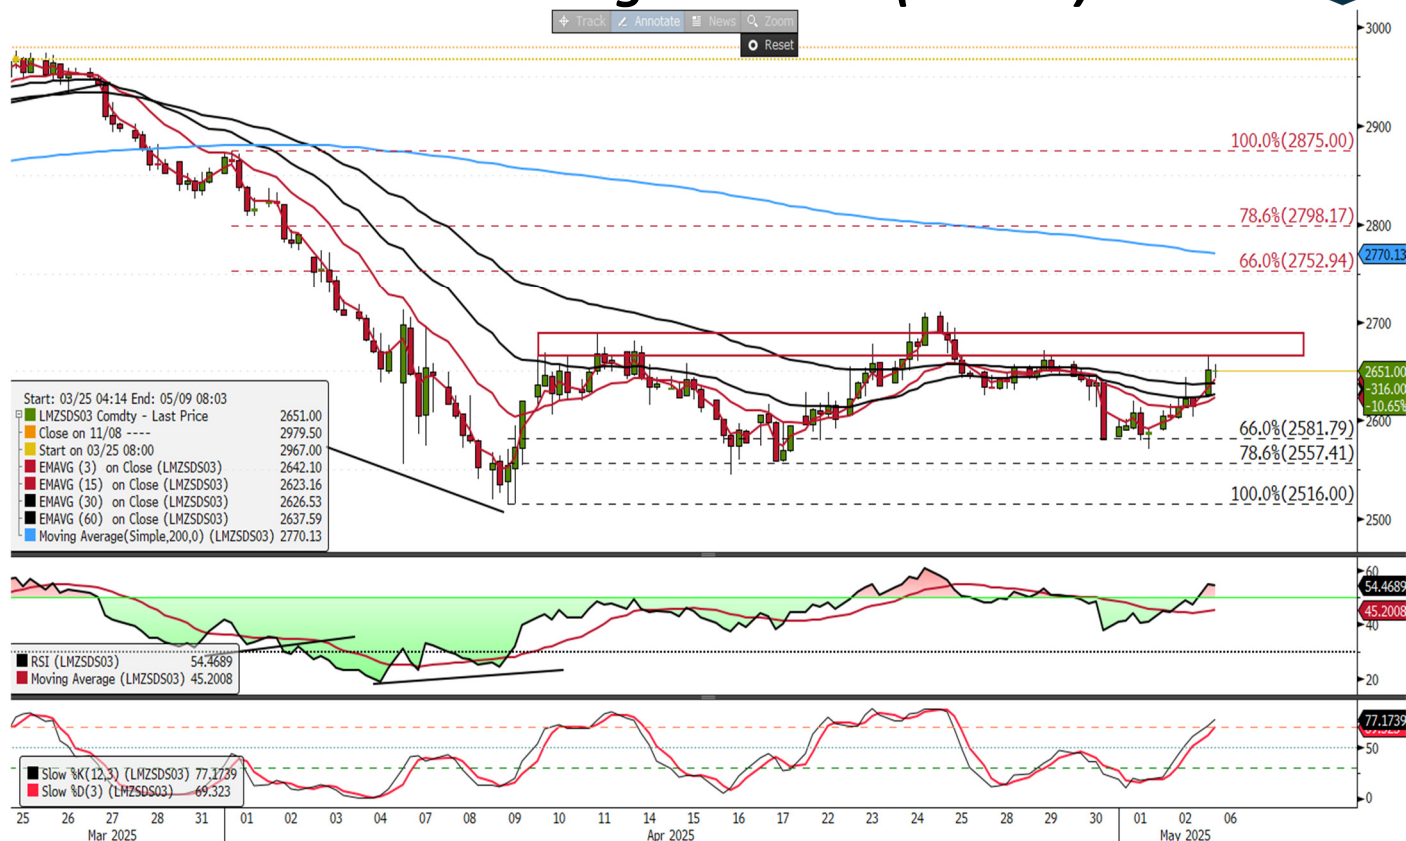 Track Annotate News Zoom
Reset
3000
2900
2800
2700
2600
2500
100.0%(2875.00)
78.6%(2798.17)
66.0%(2752.94)
66.0%(2581.79)
78.6%(2557.41)
100.0%(2516.00)
2770.13
2651.00
-316.00
-10.65%
Start: 03/25 04:14 End: 05/09 08:03
LMZSDS03 Comdty - Last Price 2651.00
Close on 11/08 ---- 2979.50
Start on 03/25 08:00 2967.00
EMAVG (3) on Close (LMZSDS03) 2642.10
EMAVG (15) on Close (LMZSDS03) 2623.16
EMAVG (30) on Close (LMZSDS03) 2626.53
EMAVG (60) on Close (LMZSDS03) 2637.59
Moving Average(Simple,200,0) (LMZSDS03) 2770.13
60
54.4689
45.2008
40
20
RSI (LMZSDS03) 54.4689
Moving Average (LMZSDS03) 45.2008
77.1739
50
0
Slow %K(12,3) (LMZSDS03) 77.1739
Slow %D(3) (LMZSDS03) 69.323
25 26 27 28 31 01 02 03 04 07 08 09 10 11 14 15 16 17 22 23 24 25 28 29 30 01 02 06
Mar 2025 Apr 2025 May 2025